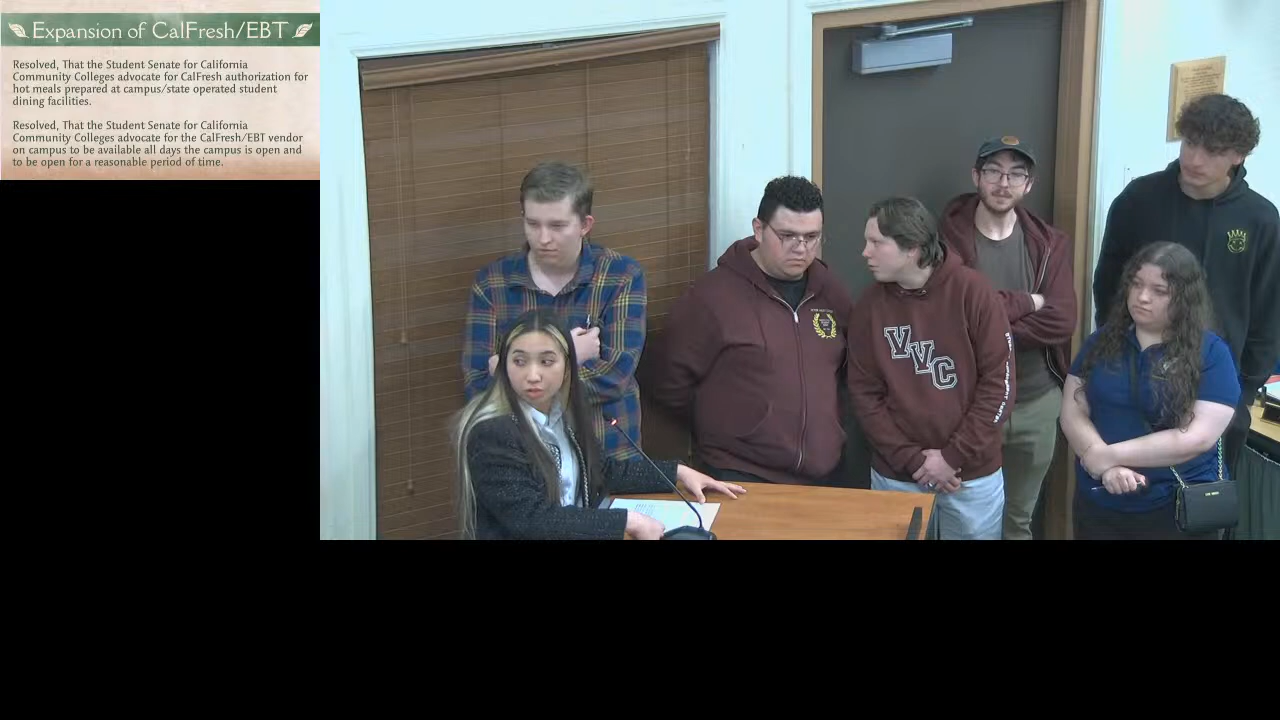 Expansion of CalFresh/EBT
Resolved, That the Student Senate for California
Community Colleges advocate for CalFresh authorization for
hot meals prepared at campus/state operated student
dining facilities.
Resolved, That the Student Senate for California
Community Colleges advocate for the CalFresh/EBT vendor
on campus to be available all days the campus is open and
to be open for a reasonable period of time.
VVC